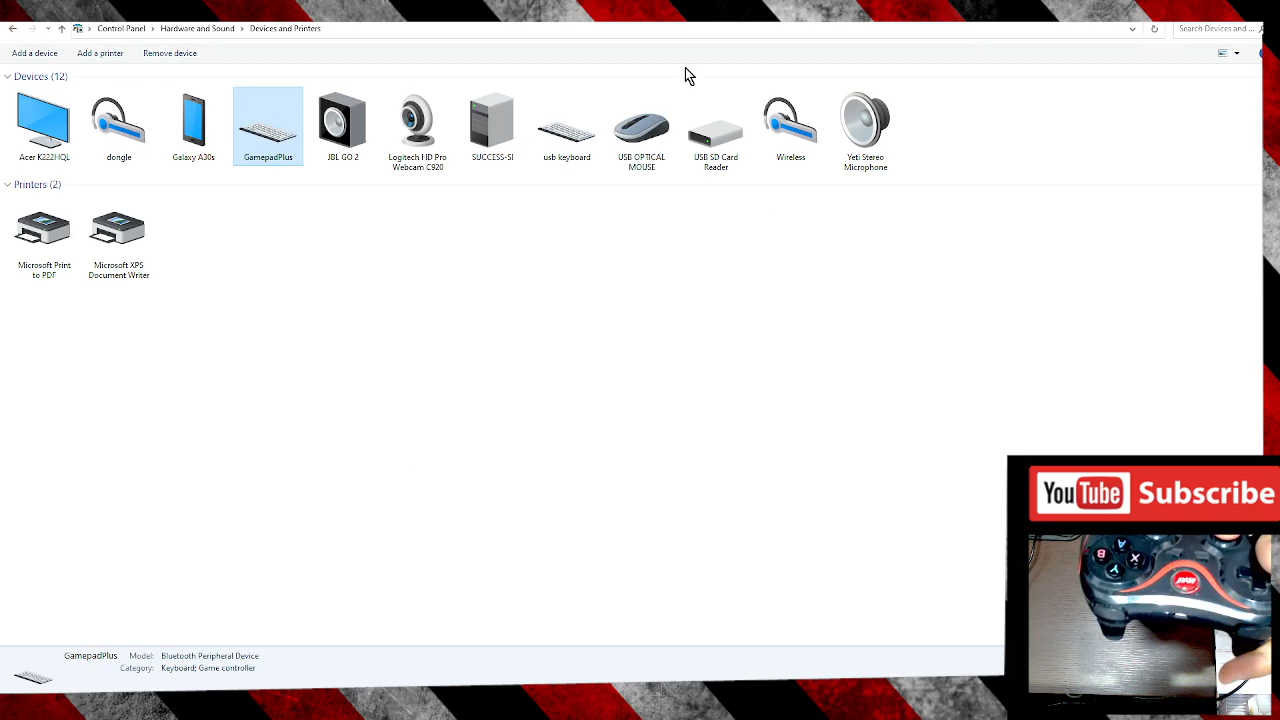 Control Panel > Hardware and Sound > Devices and Printers
Search Devices and ...
Add a device Add a printer Remove device
Devices (12)
Acer K222HQL
dongle
Galaxy A30s
GamepadPlus
JBL GO 2
Logitech HD Pro
Webcam C920
SUCCESS-SI
usb keyboard
USB OPTICAL
MOUSE
USB SD Card
Reader
Wireless
Yeti Stereo
Microphone
Printers (2)
Microsoft Print
to PDF
Microsoft XPS
Document Writer
YouTube Subscribe
A
B X
Y
GamepadPlus Model: Bluetooth Peripheral Device
Category: Keyboard; Game controller